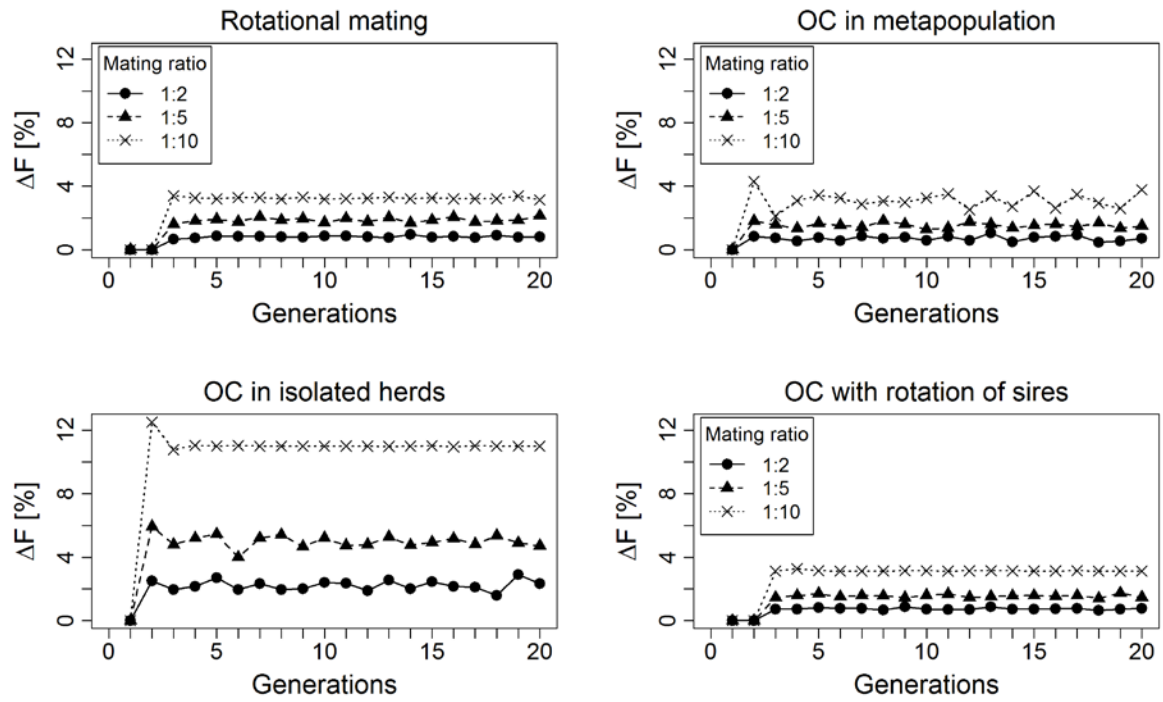 Rotational mating
12
8
4
0
ΔF [%]
Mating ratio
1:2
1:5
1:10
0 5 10 15 20
Generations
OC in metapopulation
12
8
4
0
ΔF [%]
Mating ratio
1:2
1:5
1:10
0 5 10 15 20
Generations
OC in isolated herds
12
8
4
0
ΔF [%]
0 5 10 15 20
Generations
OC with rotation of sires
12
8
4
0
ΔF [%]
Mating ratio
1:2
1:5
1:10
0 5 10 15 20
Generations